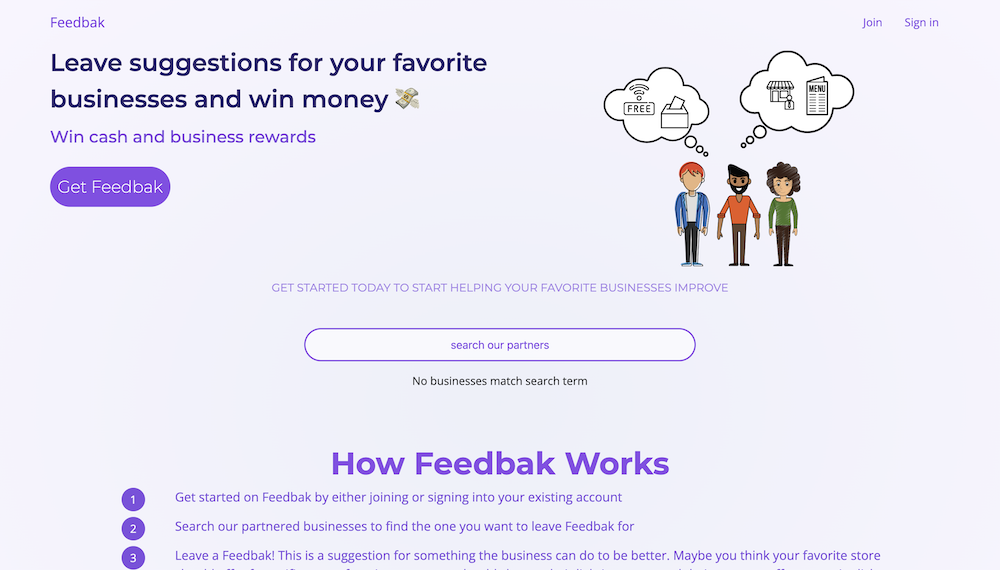 Feedbak
Join
Sign in
Leave suggestions for your favorite
businesses and win money 💸
Win cash and business rewards
Get Feedbak
FREE
MENU
GET STARTED TODAY TO START HELPING YOUR FAVORITE BUSINESSES IMPROVE
search our partners
No businesses match search term
How Feedbak Works
1 Get started on Feedbak by either joining or signing into your existing account
2 Search our partnered businesses to find the one you want to leave Feedbak for
3 Leave a Feedbak! This is a suggestion for something the business can do to be better. Maybe you think your favorite store